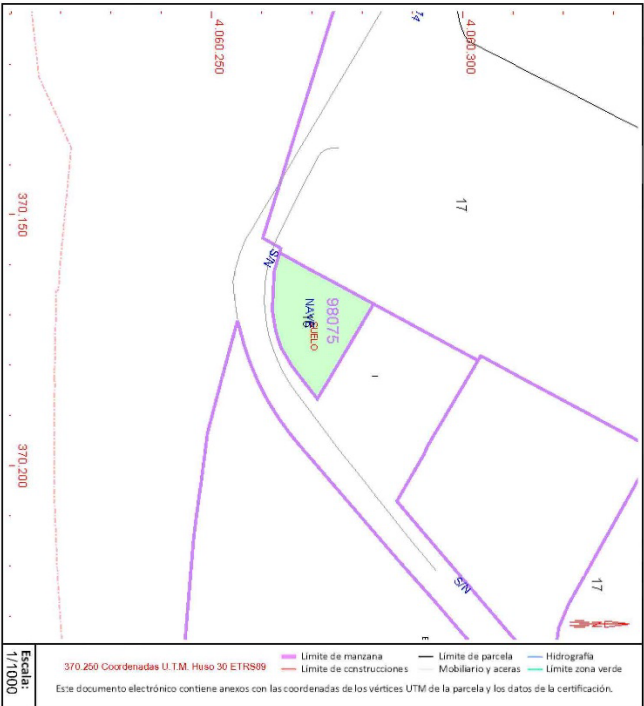 4.060.250
4.060.300
17
370.150
S/N
98075
SUELO
370.200
S/N
17
E
Escala:
1/1000
370.250 Coordenadas U.T.M. Huso 30 ETRS89
Límite de manzana
Límite de parcela
Hidrografía
Límite de construcciones
Mobiliario y aceras
Límite zona verde
Este documento electrónico contiene anexos con las coordenadas de los vértices UTM de la parcela y los datos de la certificación.